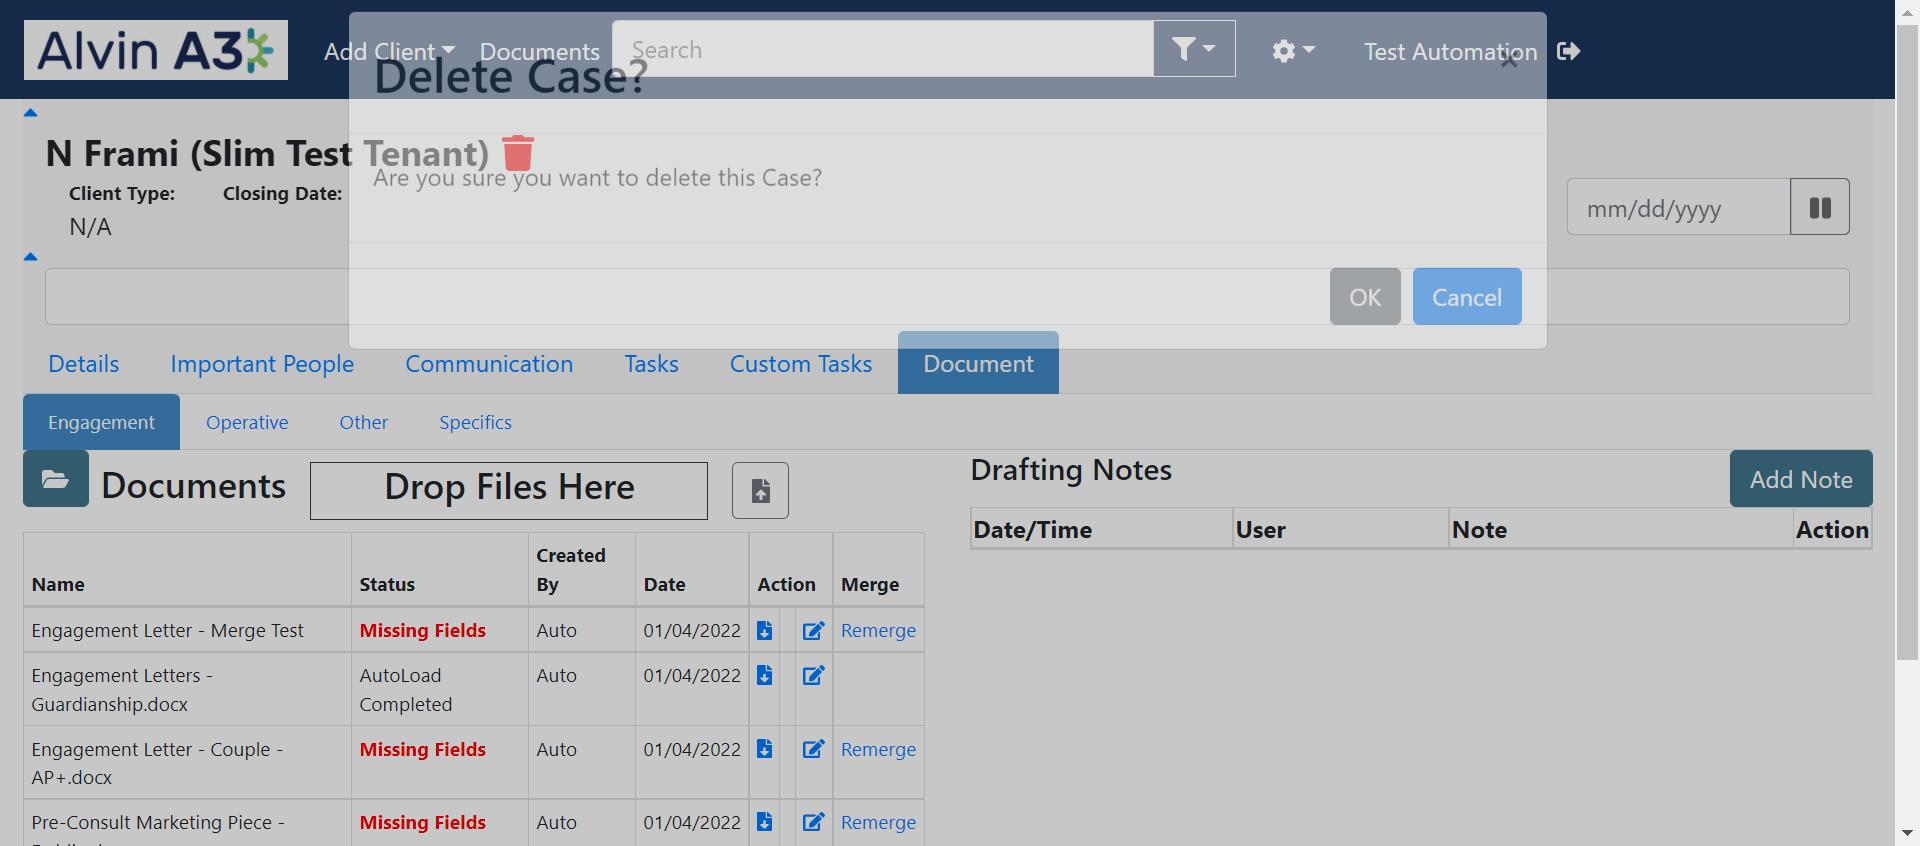 Alvin A3
Add Client
Documents
Search
Test Automation
Delete Case?
×
N Frami (Slim Test Tenant)
Are you sure you want to delete this Case?
Client Type:
Closing Date:
N/A
mm/dd/yyyy
OK
Cancel
Details
Important People
Communication
Tasks
Custom Tasks
Document
Engagement
Operative
Other
Specifics
Documents
Drop Files Here
Drafting Notes
Add Note
Date/Time User Note Action
Name Status Created By Date Action Merge
Engagement Letter - Merge Test Missing Fields Auto 01/04/2022 Remerge
Engagement Letters - AutoLoad Auto 01/04/2022
Guardianship.docx Completed
Engagement Letter - Couple - Missing Fields Auto 01/04/2022 Remerge
AP+.docx
Pre-Consult Marketing Piece - Missing Fields Auto 01/04/2022 Remerge